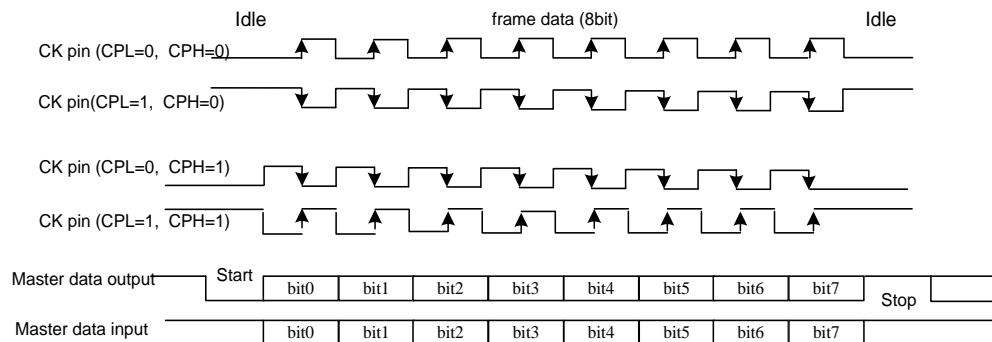 Idle frame data (8bit) Idle
CK pin (CPL=0, CPH=0)
CK pin(CPL=1, CPH=0)
CK pin (CPL=0, CPH=1)
CK pin (CPL=1, CPH=1)
Master data output Start bit0 bit1 bit2 bit3 bit4 bit5 bit6 bit7 Stop
Master data input bit0 bit1 bit2 bit3 bit4 bit5 bit6 bit7